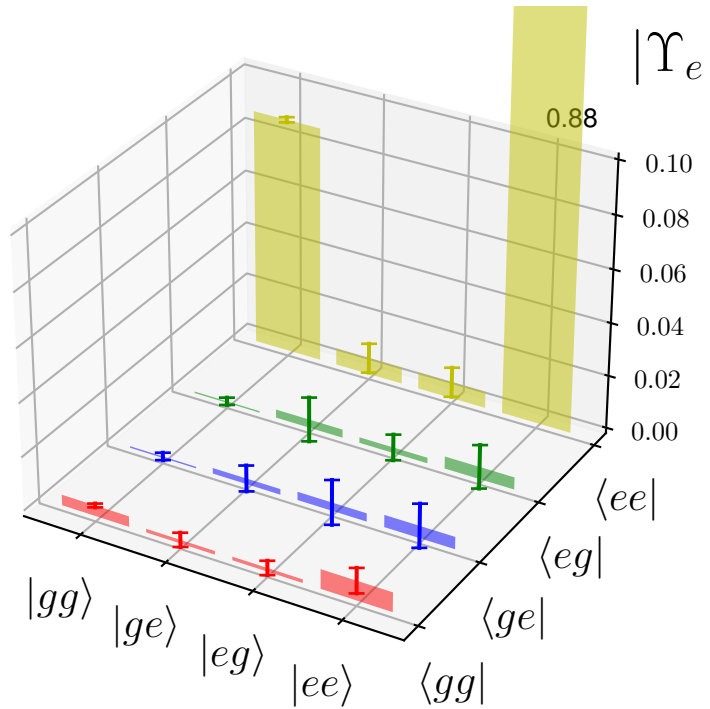 |ϒ_e
0.88
0.10
0.08
0.06
0.04
0.02
0.00
|gg⟩
|ge⟩
|eg⟩
|ee⟩
⟨ee|
⟨eg|
⟨ge|
⟨gg|